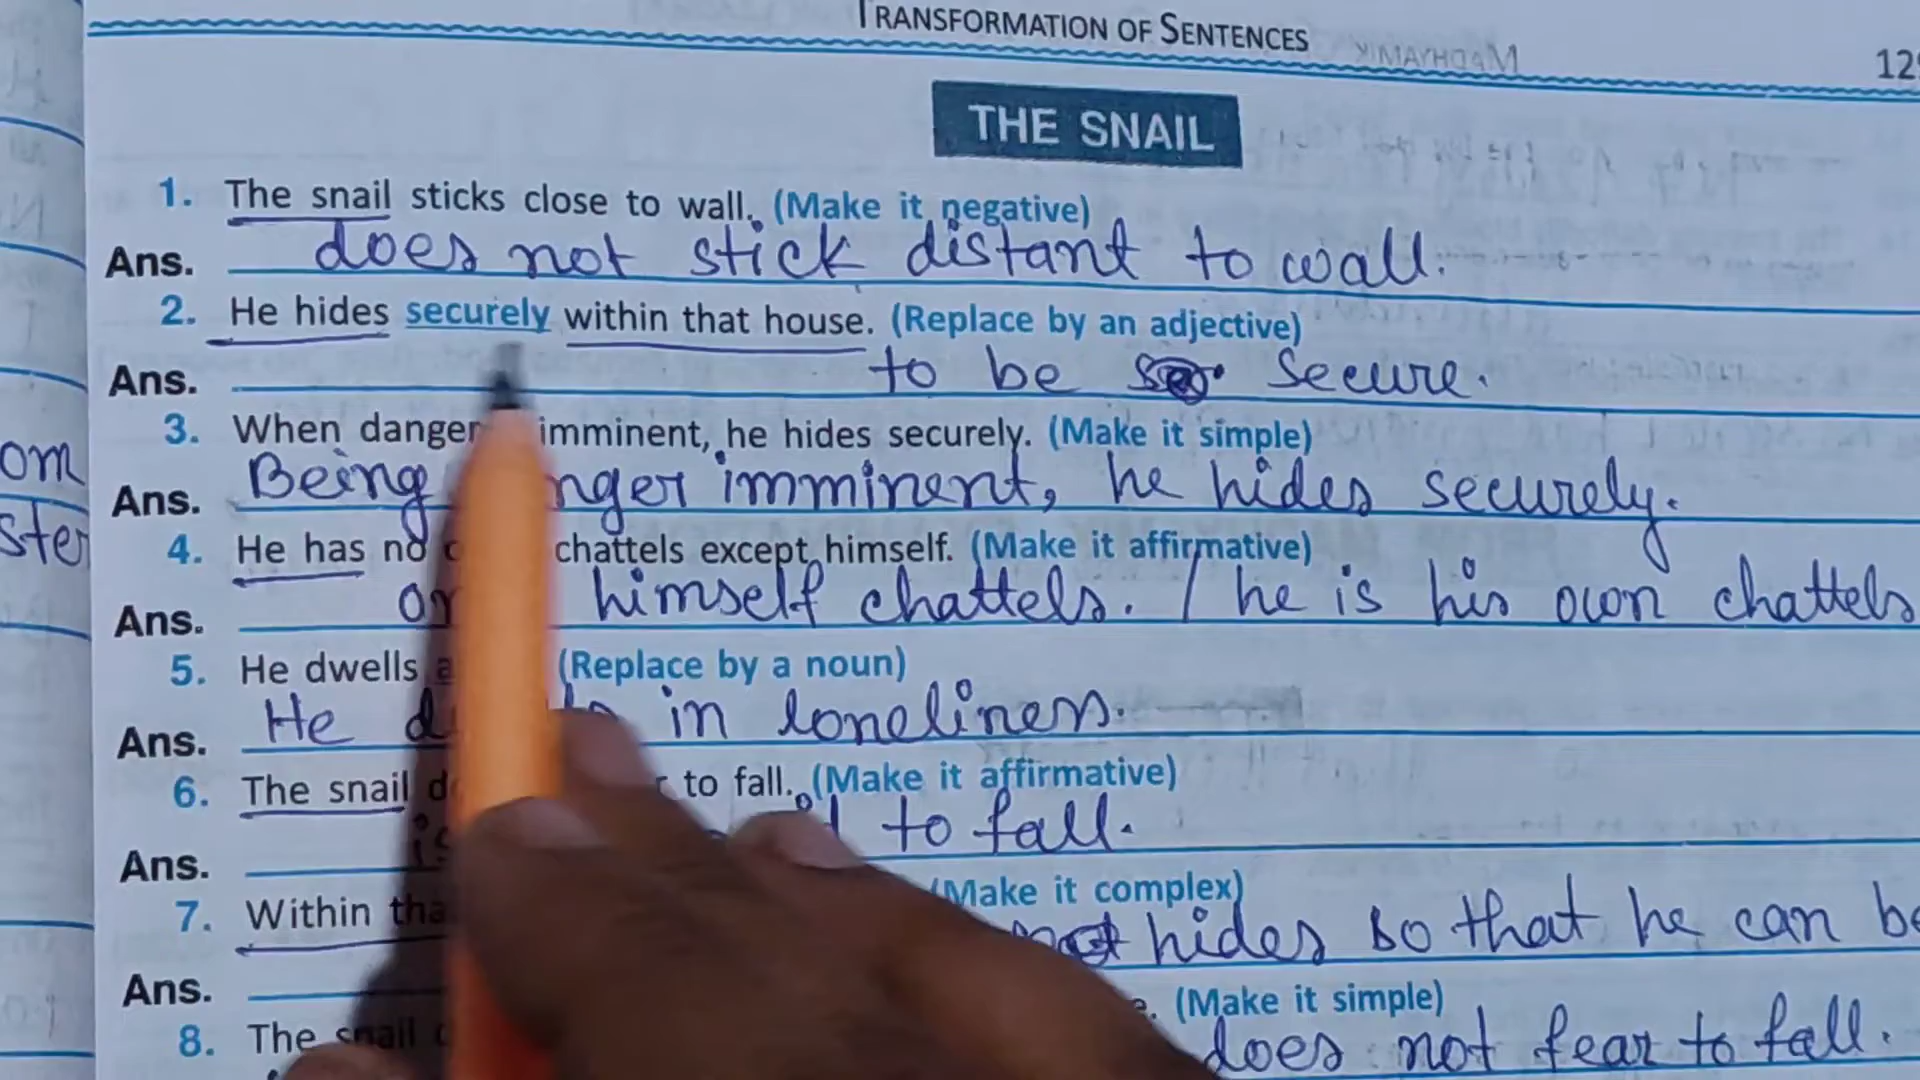 TRANSFORMATION OF SENTENCES
MADHYAMIK
THE SNAIL
1. The snail sticks close to wall. (Make it negative)
Ans. does not stick distant to wall.
2. He hides securely within that house. (Replace by an adjective)
Ans. to be secure.
3. When danger imminent, he hides securely. (Make it simple)
Ans. Being imminent, he hides securely.
om
4. He has no chattels except himself. (Make it affirmative)
Ans. himself chattels. / he is his own chattels
5. He dwells (Replace by a noun)
Ans. He in loneliness.
6. The snail to fall. (Make it affirmative)
Ans. to fall.
7. Within (Make it complex)
Ans. hides so that he can
8. The snail (Make it simple)
does not fear to fall.